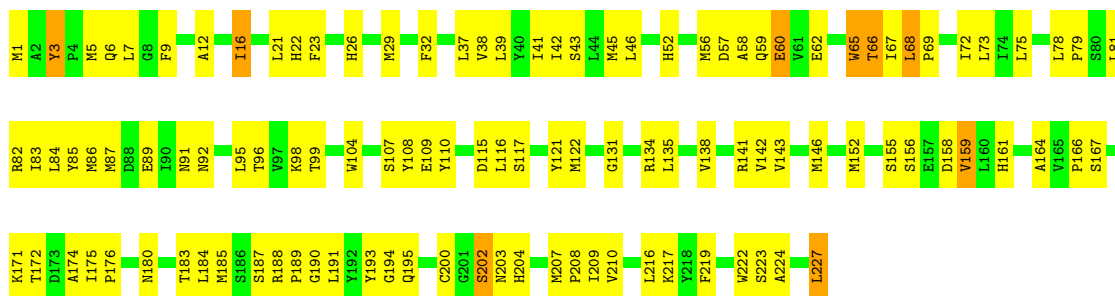 M1 A2 Y3 P4 M5 Q6 L7 G8 F9 A12 I16 L21 H22 F23 H26 M29 F32 L37 V38 L39 Y40 I41 I42 S43 L44 M45 L46 H52 M56 D57 A58 Q59 E60 V61 E62 W65 T66 I67 L68 P69 I72 L73 I74 L75 L78 P79 S80 L81
R82 I83 L84 Y85 M86 M87 D88 E89 I90 N91 N92 L95 T96 V97 K98 T99 W104 S107 Y108 E109 Y110 D115 L116 S117 Y121 M122 G131 R134 L135 V138 R141 V142 V143 M146 M152 S155 S156 E157 D158 V159 L160 H161 A164 V165 P166 S167
K171 T172 D173 A174 I175 P176 N180 T183 L184 M185 S186 S187 R188 P189 G190 L191 Y192 Y193 G194 Q195 C200 G201 S202 N203 H204 M207 P208 I209 V210 L216 K217 Y218 F219 W222 S223 A224 L227